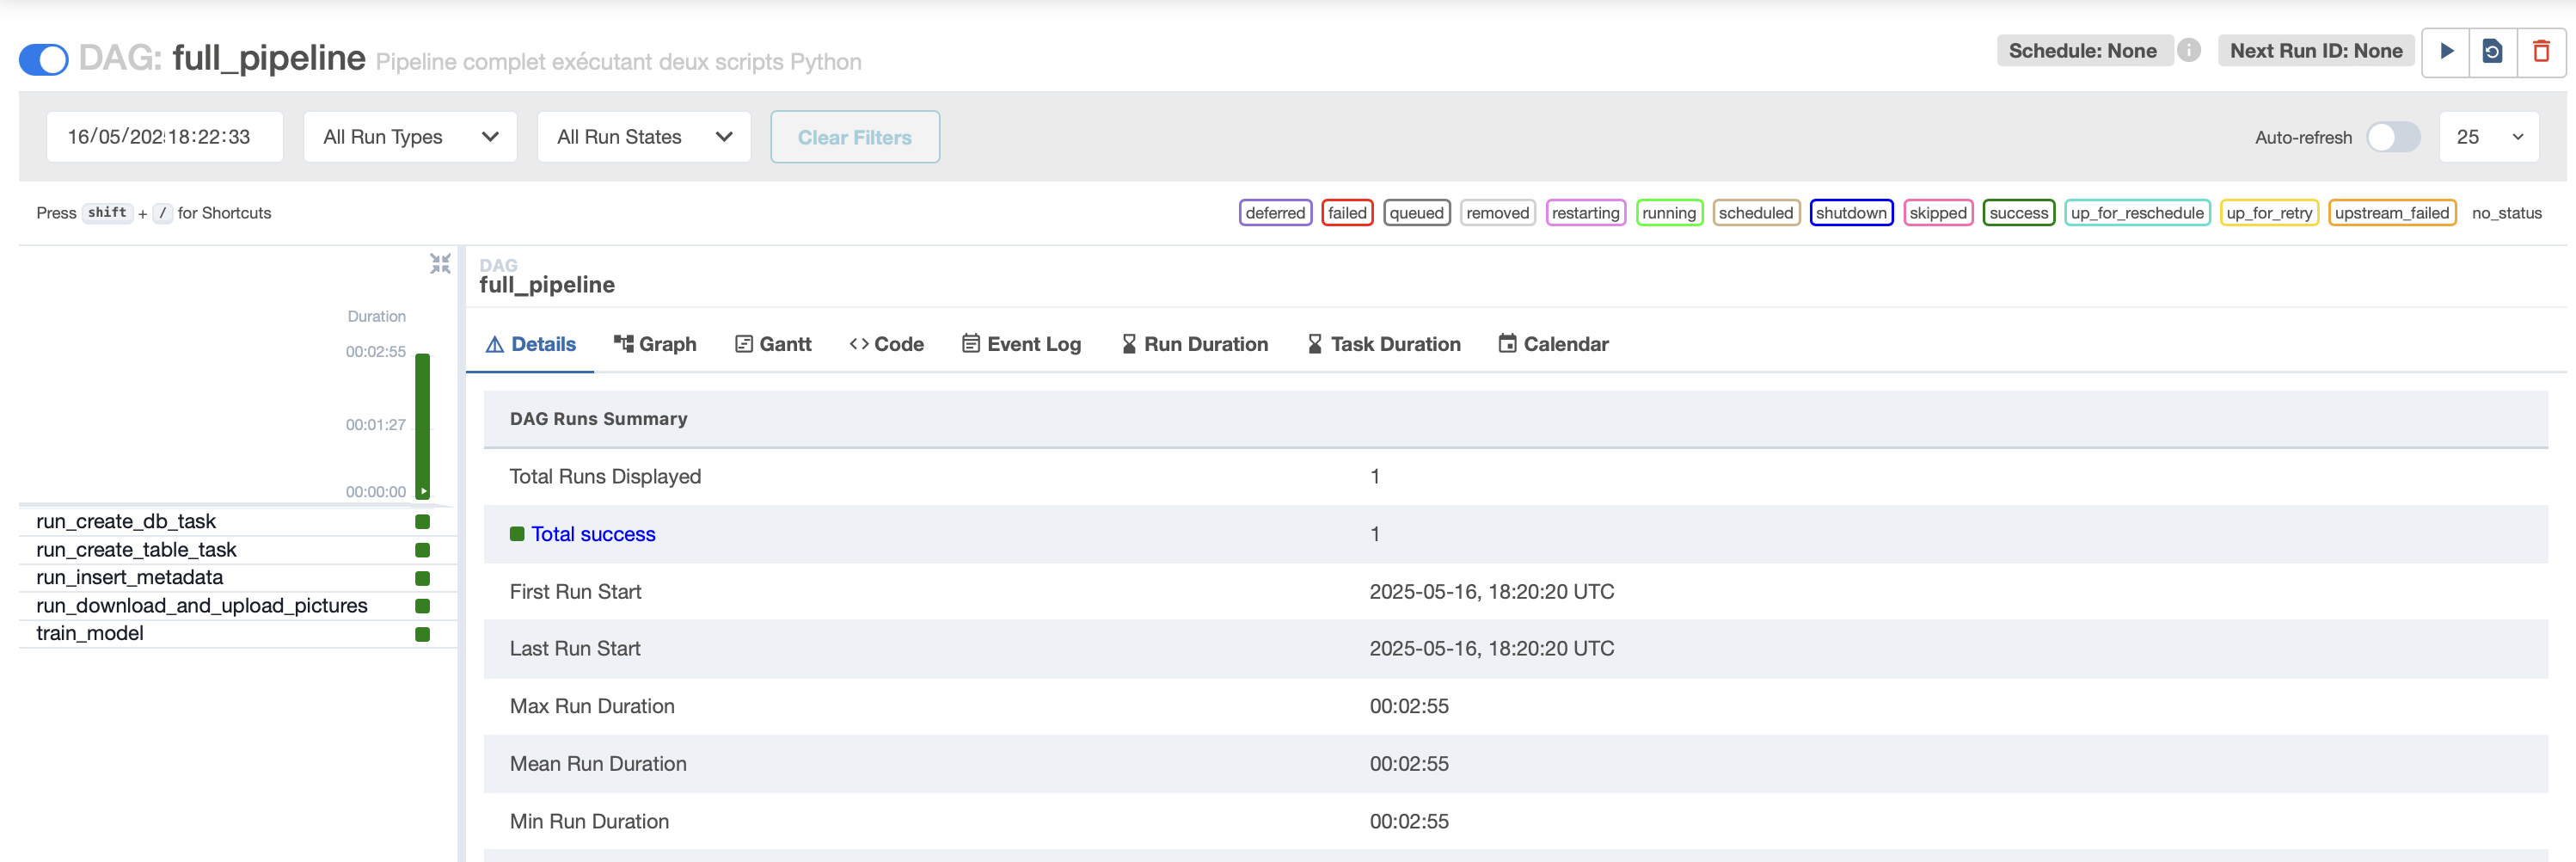 DAG: full_pipeline Pipeline complet exécutant deux scripts Python
Schedule: None i Next Run ID: None
16/05/202 18:22:33 All Run Types All Run States Clear Filters Auto-refresh 25
Press shift + / for Shortcuts
deferred failed queued removed restarting running scheduled shutdown skipped success up_for_reschedule up_for_retry upstream_failed no_status
Duration
00:02:55
00:01:27
00:00:00
run_create_db_task
run_create_table_task
run_insert_metadata
run_download_and_upload_pictures
train_model
DAG
full_pipeline
Details Graph Gantt Code Event Log Run Duration Task Duration Calendar
DAG Runs Summary
Total Runs Displayed 1
Total success 1
First Run Start 2025-05-16, 18:20:20 UTC
Last Run Start 2025-05-16, 18:20:20 UTC
Max Run Duration 00:02:55
Mean Run Duration 00:02:55
Min Run Duration 00:02:55